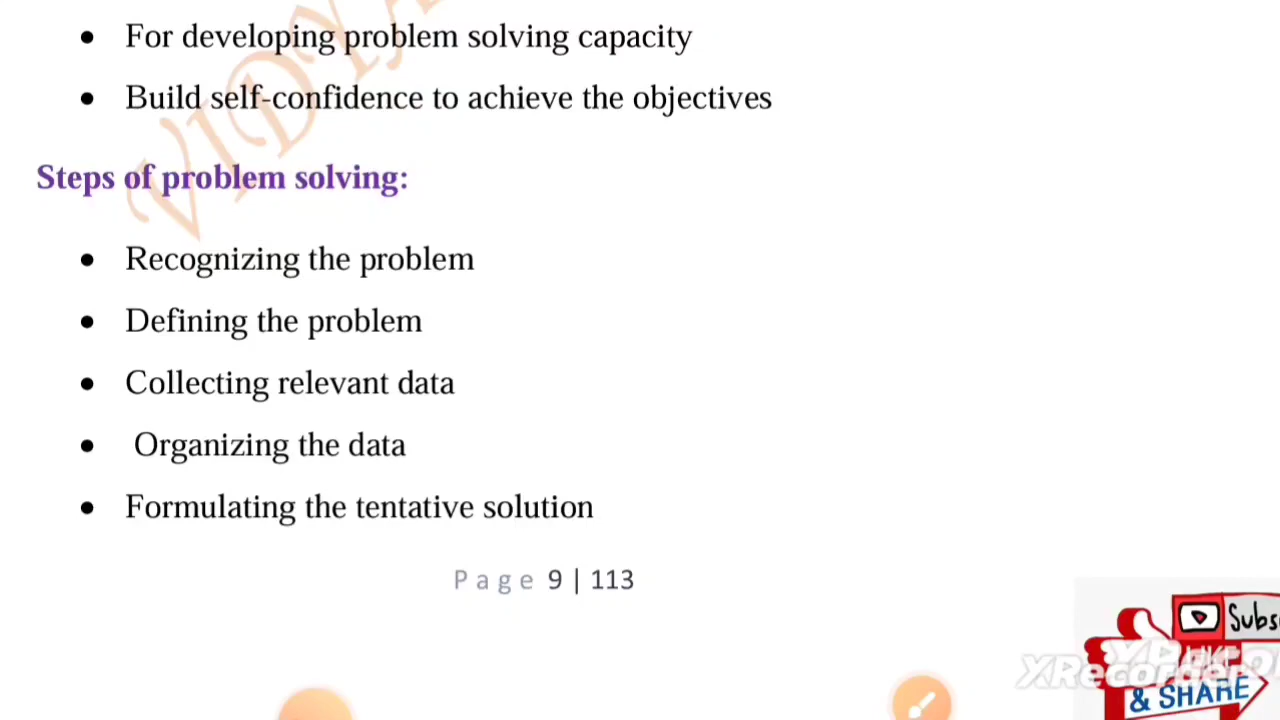 • For developing problem solving capacity
• Build self-confidence to achieve the objectives
Steps of problem solving:
• Recognizing the problem
• Defining the problem
• Collecting relevant data
• Organizing the data
• Formulating the tentative solution
Page 9 | 113
XRecorder
& SHARE